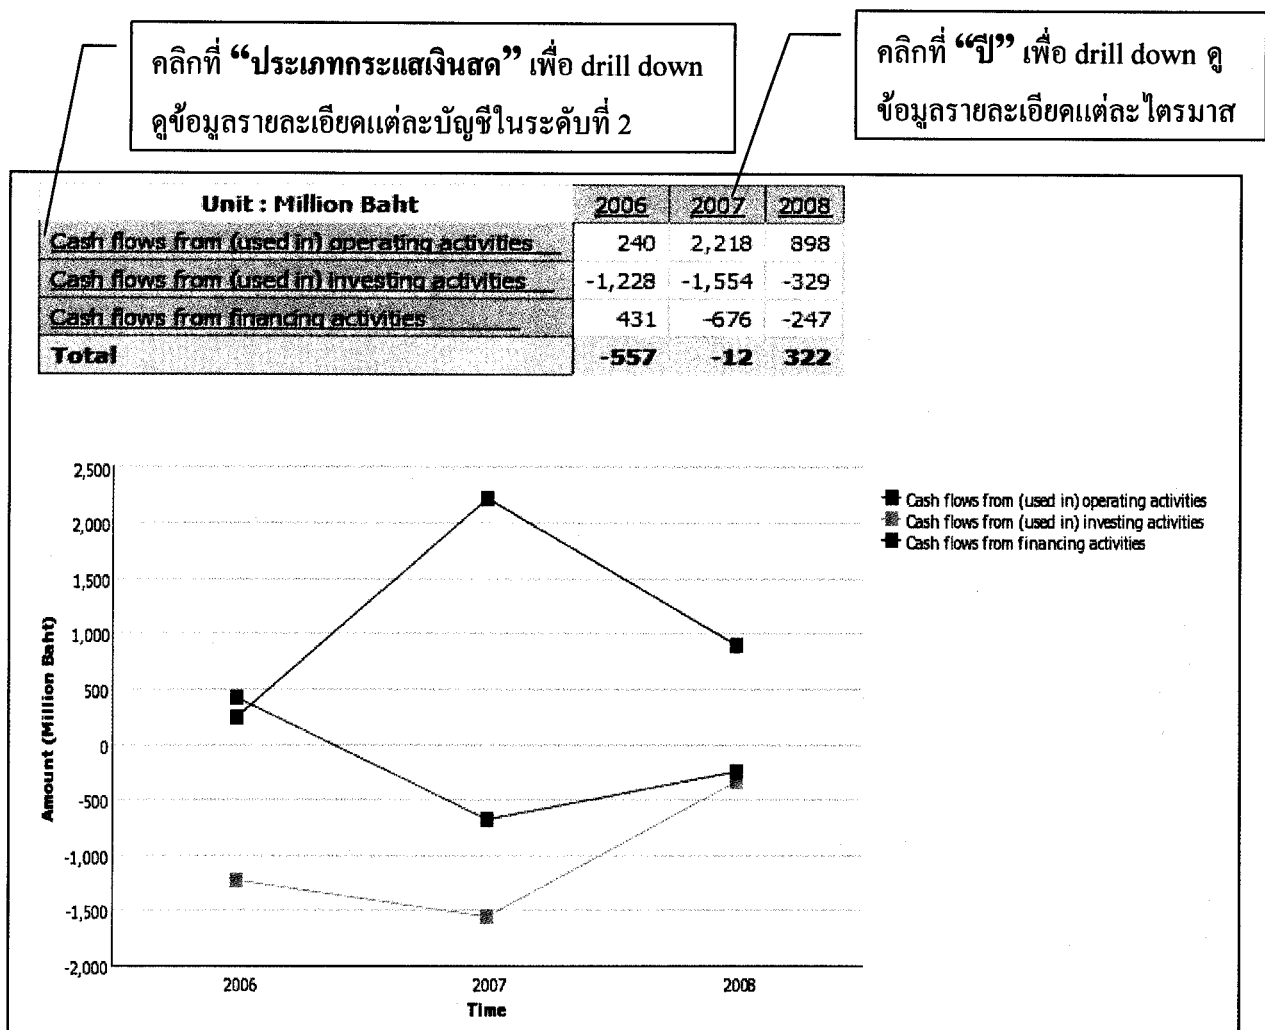 คลิกที่ “ประเภทกระแสเงินสด” เพื่อ drill down
ดูข้อมูลรายละเอียดแต่ละบัญชีในระดับที่ 2
คลิกที่ “ปี” เพื่อ drill down ดู
ข้อมูลรายละเอียดแต่ละไตรมาส
Unit : Million Baht 2006 2007 2008
Cash flows from (used in) operating activities 240 2,218 898
Cash flows from (used in) investing activities -1,228 -1,554 -329
Cash flows from financing activities 431 -676 -247
Total -557 -12 322
2,500
2,000
1,500
1,000
500
0
-500
-1,000
-1,500
-2,000
Amount (Million Baht)
2006 2007 2008
Time
Cash flows from (used in) operating activities
Cash flows from (used in) investing activities
Cash flows from financing activities